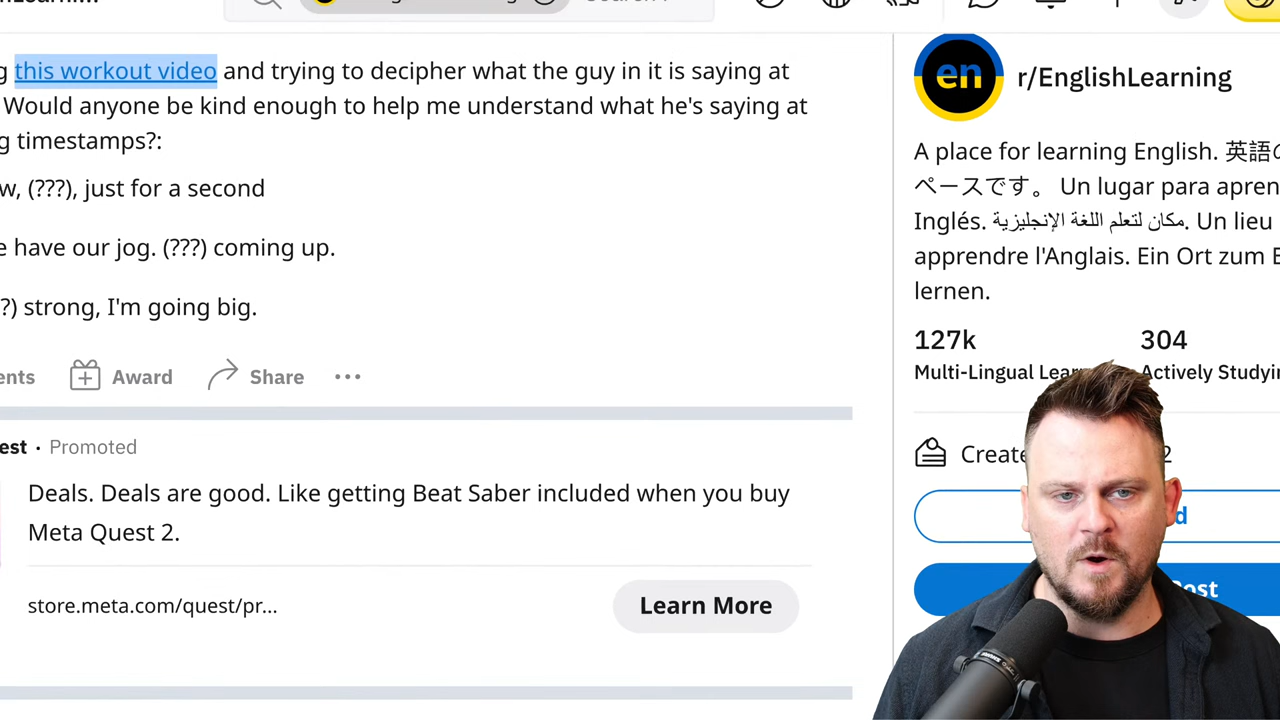 this workout video and trying to decipher what the guy in it is saying at
Would anyone be kind enough to help me understand what he's saying at
timestamps?:
(???), just for a second
have our jog. (???) coming up.
?) strong, I'm going big.
Award
Share
Promoted
Deals. Deals are good. Like getting Beat Saber included when you buy
Meta Quest 2.
store.meta.com/quest/pr...
Learn More
en
r/EnglishLearning
A place for learning English. 英語の
ペースです。 Un lugar para apren
Inglés. مكان لتعلم اللغة الإنجليزية. Un lieu
apprendre l'Anglais. Ein Ort zum E
lernen.
127k
304
Multi-Lingual Lear
Actively Studyi
Create
2